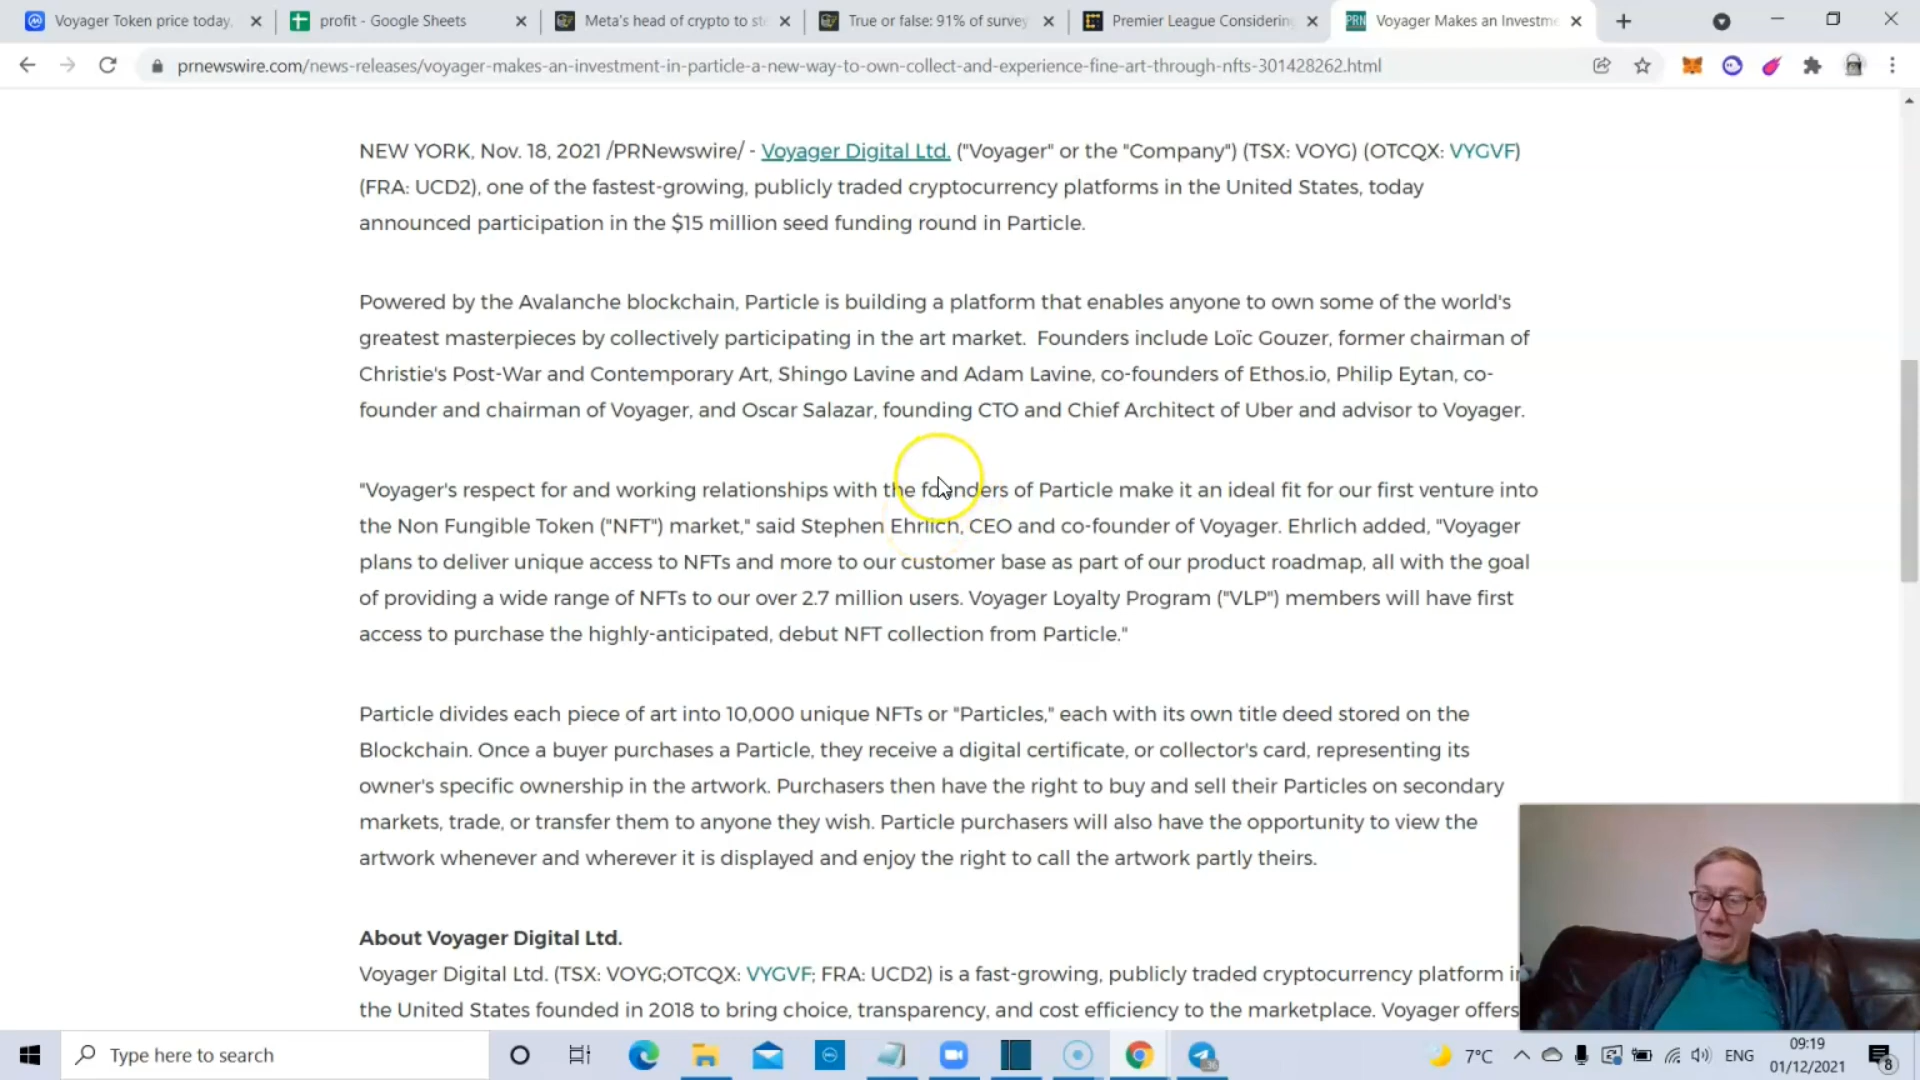 Voyager Token price today,
profit - Google Sheets
Meta's head of crypto to ste
True or false: 91% of survey
Premier League Considering
PRN
Voyager Makes an Investme
prnewswire.com/news-releases/voyager-makes-an-investment-in-particle-a-new-way-to-own-collect-and-experience-fine-art-through-nfts-301428262.html
NEW YORK, Nov. 18, 2021 /PRNewswire/ - Voyager Digital Ltd. ("Voyager" or the "Company") (TSX: VOYG) (OTCQX: VYGVF)
(FRA: UCD2), one of the fastest-growing, publicly traded cryptocurrency platforms in the United States, today
announced participation in the $15 million seed funding round in Particle.
Powered by the Avalanche blockchain, Particle is building a platform that enables anyone to own some of the world's
greatest masterpieces by collectively participating in the art market. Founders include Loïc Gouzer, former chairman of
Christie's Post-War and Contemporary Art, Shingo Lavine and Adam Lavine, co-founders of Ethos.io, Philip Eytan, co-
founder and chairman of Voyager, and Oscar Salazar, founding CTO and Chief Architect of Uber and advisor to Voyager.
"Voyager's respect for and working relationships with the founders of Particle make it an ideal fit for our first venture into
the Non Fungible Token ("NFT") market," said Stephen Ehrlich, CEO and co-founder of Voyager. Ehrlich added, "Voyager
plans to deliver unique access to NFTs and more to our customer base as part of our product roadmap, all with the goal
of providing a wide range of NFTs to our over 2.7 million users. Voyager Loyalty Program ("VLP") members will have first
access to purchase the highly-anticipated, debut NFT collection from Particle."
Particle divides each piece of art into 10,000 unique NFTs or "Particles," each with its own title deed stored on the
Blockchain. Once a buyer purchases a Particle, they receive a digital certificate, or collector's card, representing its
owner's specific ownership in the artwork. Purchasers then have the right to buy and sell their Particles on secondary
markets, trade, or transfer them to anyone they wish. Particle purchasers will also have the opportunity to view the
artwork whenever and wherever it is displayed and enjoy the right to call the artwork partly theirs.
About Voyager Digital Ltd.
Voyager Digital Ltd. (TSX: VOYG;OTCQX: VYGVF; FRA: UCD2) is a fast-growing, publicly traded cryptocurrency platform in
the United States founded in 2018 to bring choice, transparency, and cost efficiency to the marketplace. Voyager offers
Type here to search
7°C
ENG
09:19
01/12/2021
8